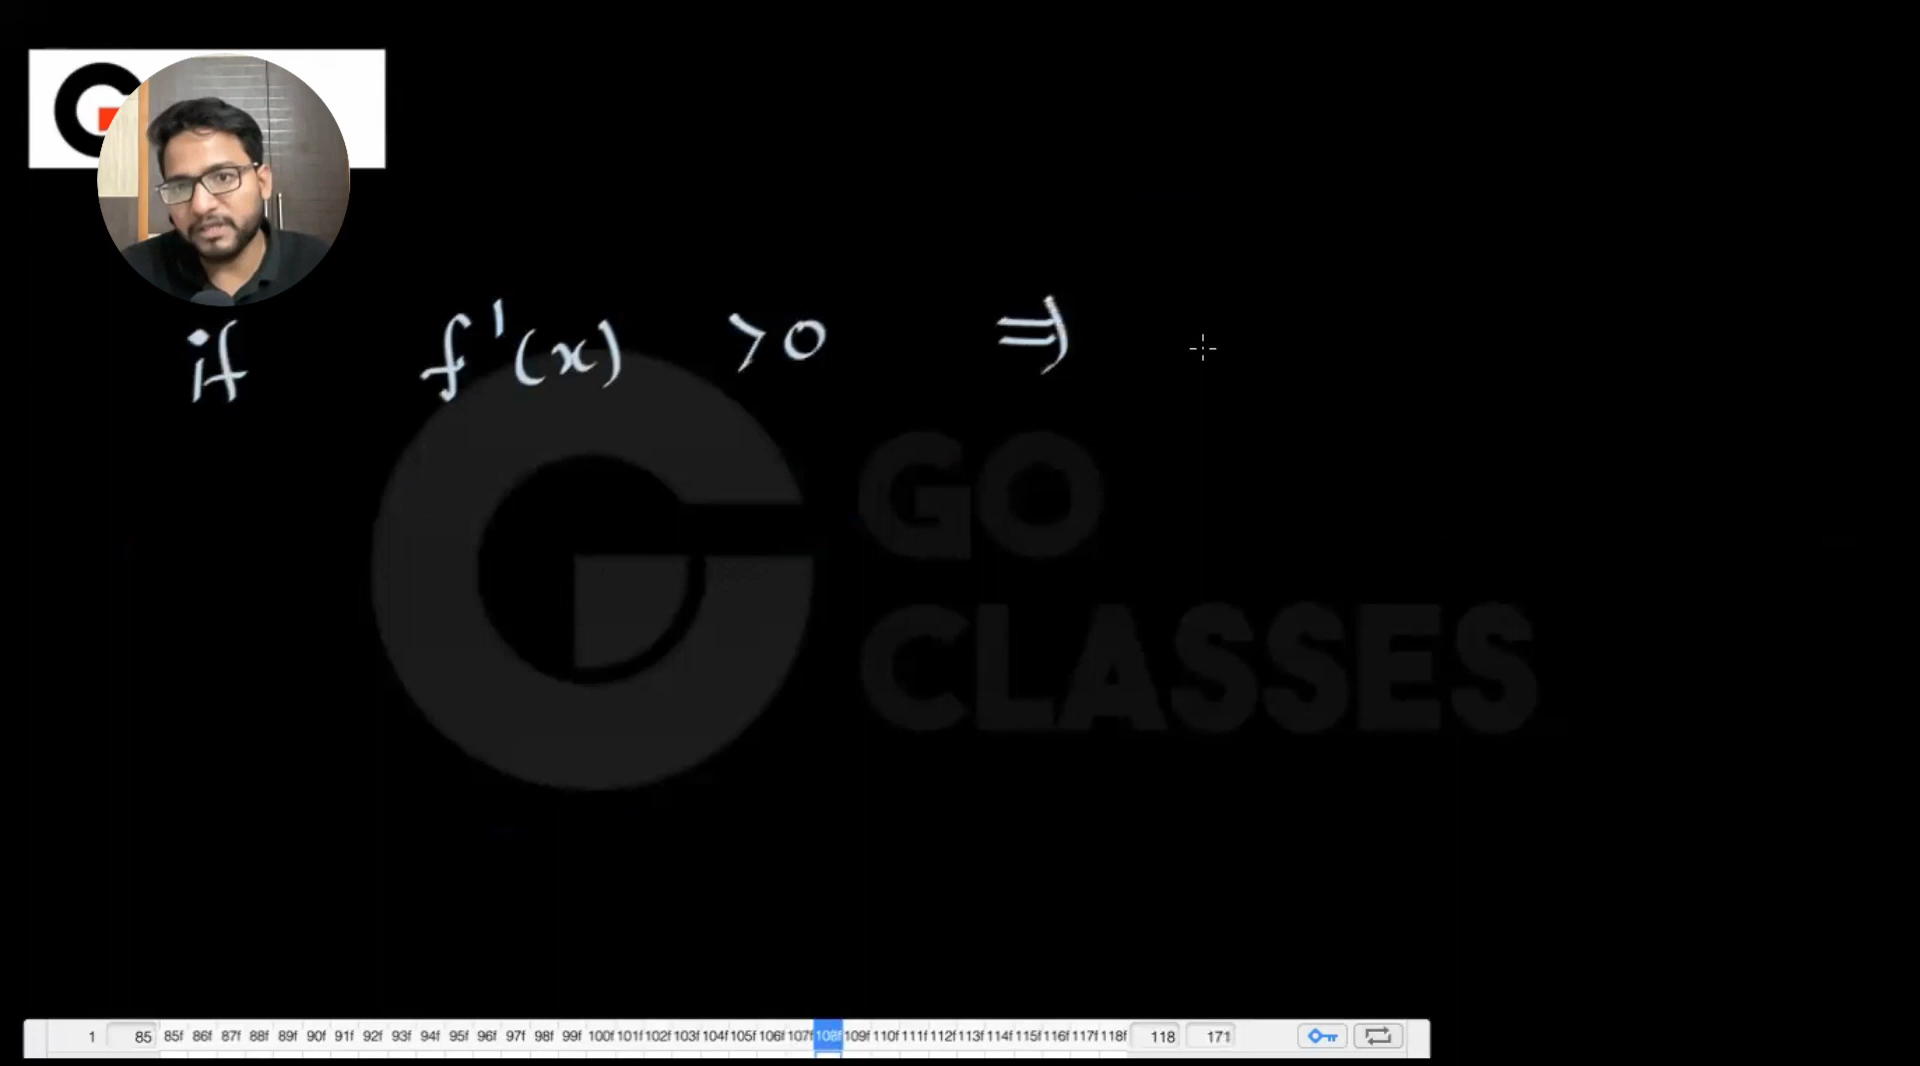 if f'(x) >0 ⇒
GO
CLASSES
1 85 85f 86f 87f 88f 89f 90f 91f 92f 93f 94f 95f 96f 97f 98f 99f 100f 101f 102f 103f 104f 105f 106f 107f 108f 109f 110f 111f 112f 113f 114f 115f 116f 117f 118f 118 171